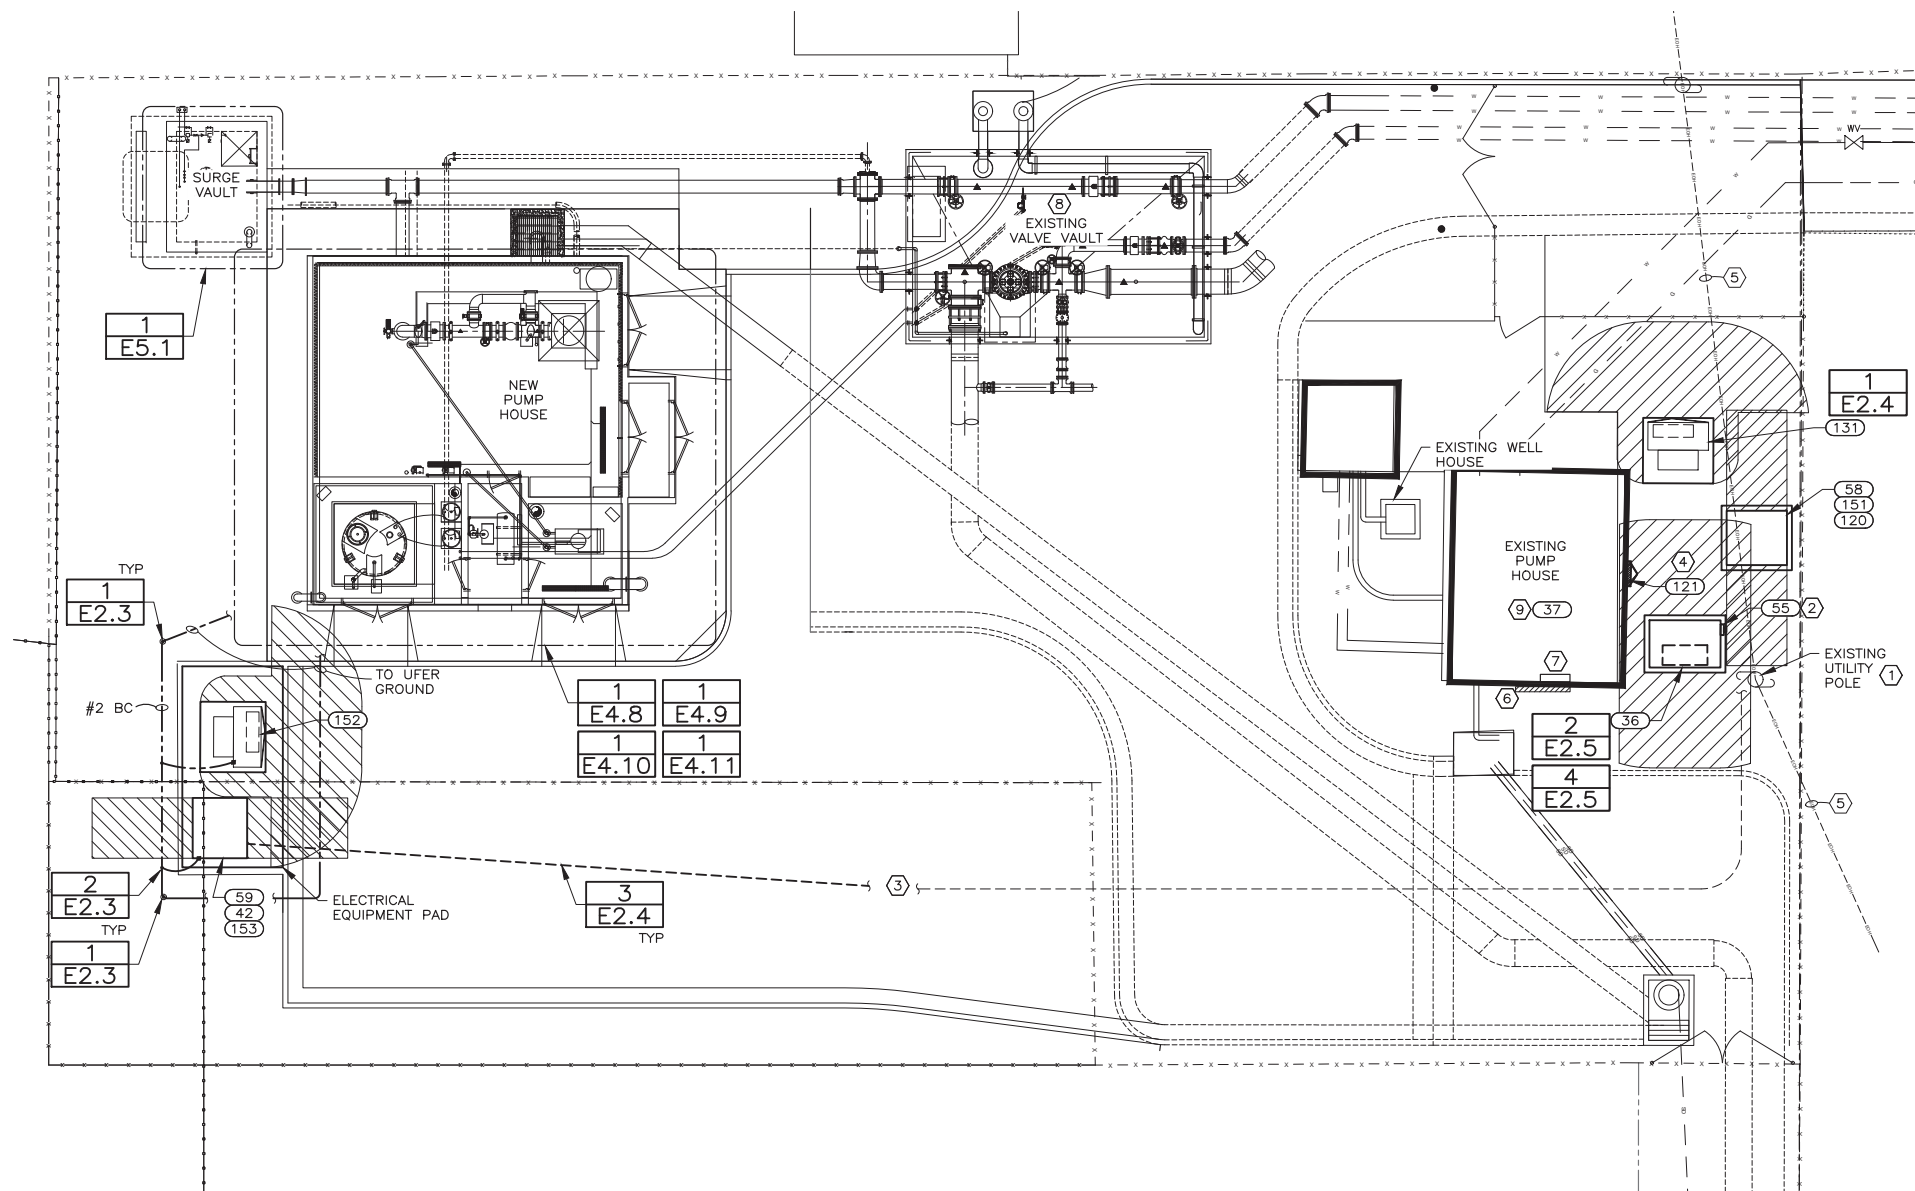 WV
SURGE
VAULT
8
EXISTING
VALVE VAULT
5
1
E5.1
NEW
PUMP
HOUSE
1
E2.4
131
EXISTING WELL
HOUSE
58
151
120
EXISTING
PUMP
HOUSE
4
121
TYP
1
E2.3
9
37
55
2
EXISTING
UTILITY
POLE
1
7
6
TO UFER
GROUND
#2 BC
152
1
E4.8
1
E4.9
1
E4.10
1
E4.11
36
2
E2.5
4
E2.5
5
2
E2.3
TYP
1
E2.3
59
42
153
ELECTRICAL
EQUIPMENT PAD
3
E2.4
TYP
3